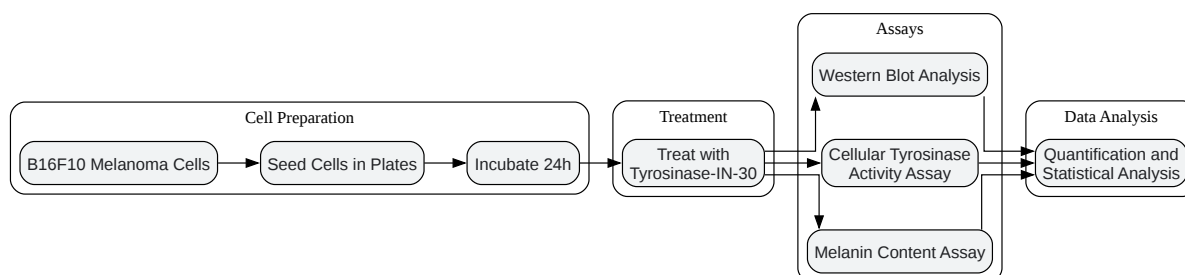 Cell Preparation
B16F10 Melanoma Cells
Seed Cells in Plates
Incubate 24h
Treatment
Treat with
Tyrosinase-IN-30
Assays
Western Blot Analysis
Cellular Tyrosinase
Activity Assay
Melanin Content Assay
Data Analysis
Quantification and
Statistical Analysis